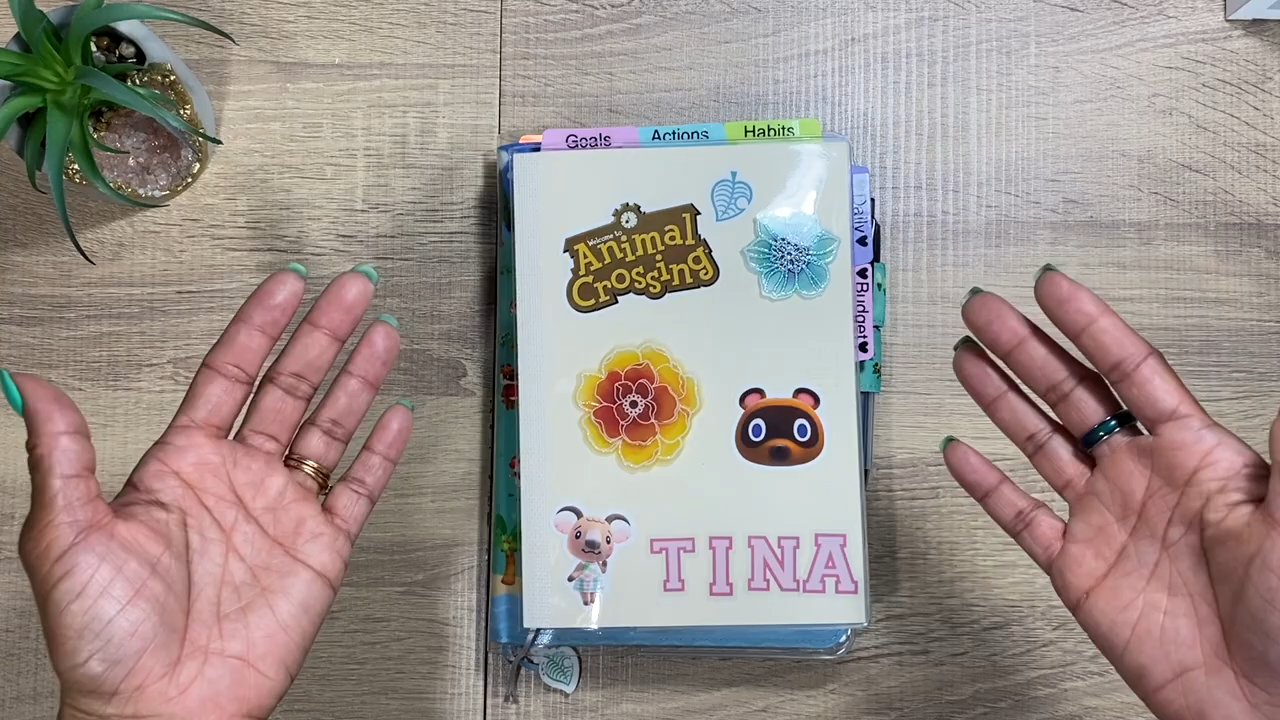 Goals
Actions
Habits
Daily
Budget
Welcome to
Animal
Crossing
TINA